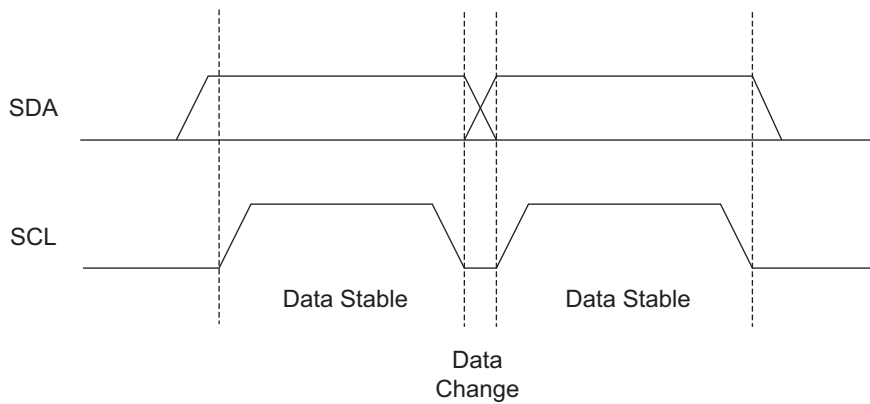 SDA
SCL
Data Stable
Data Stable
Data
Change